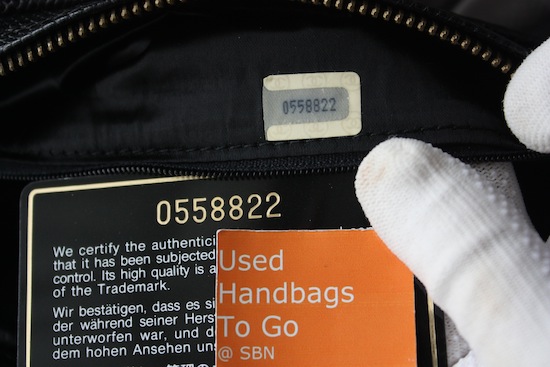 0558822
0558822
We certify the authentici
that it has been subjected
control. Its high quality is a
of the Trademark.
Wir bestätigen, dass es si
der während seiner Hers
unterworfen war, und d
dem hohen Ansehen un
Used
Handbags
To Go
@ SBN